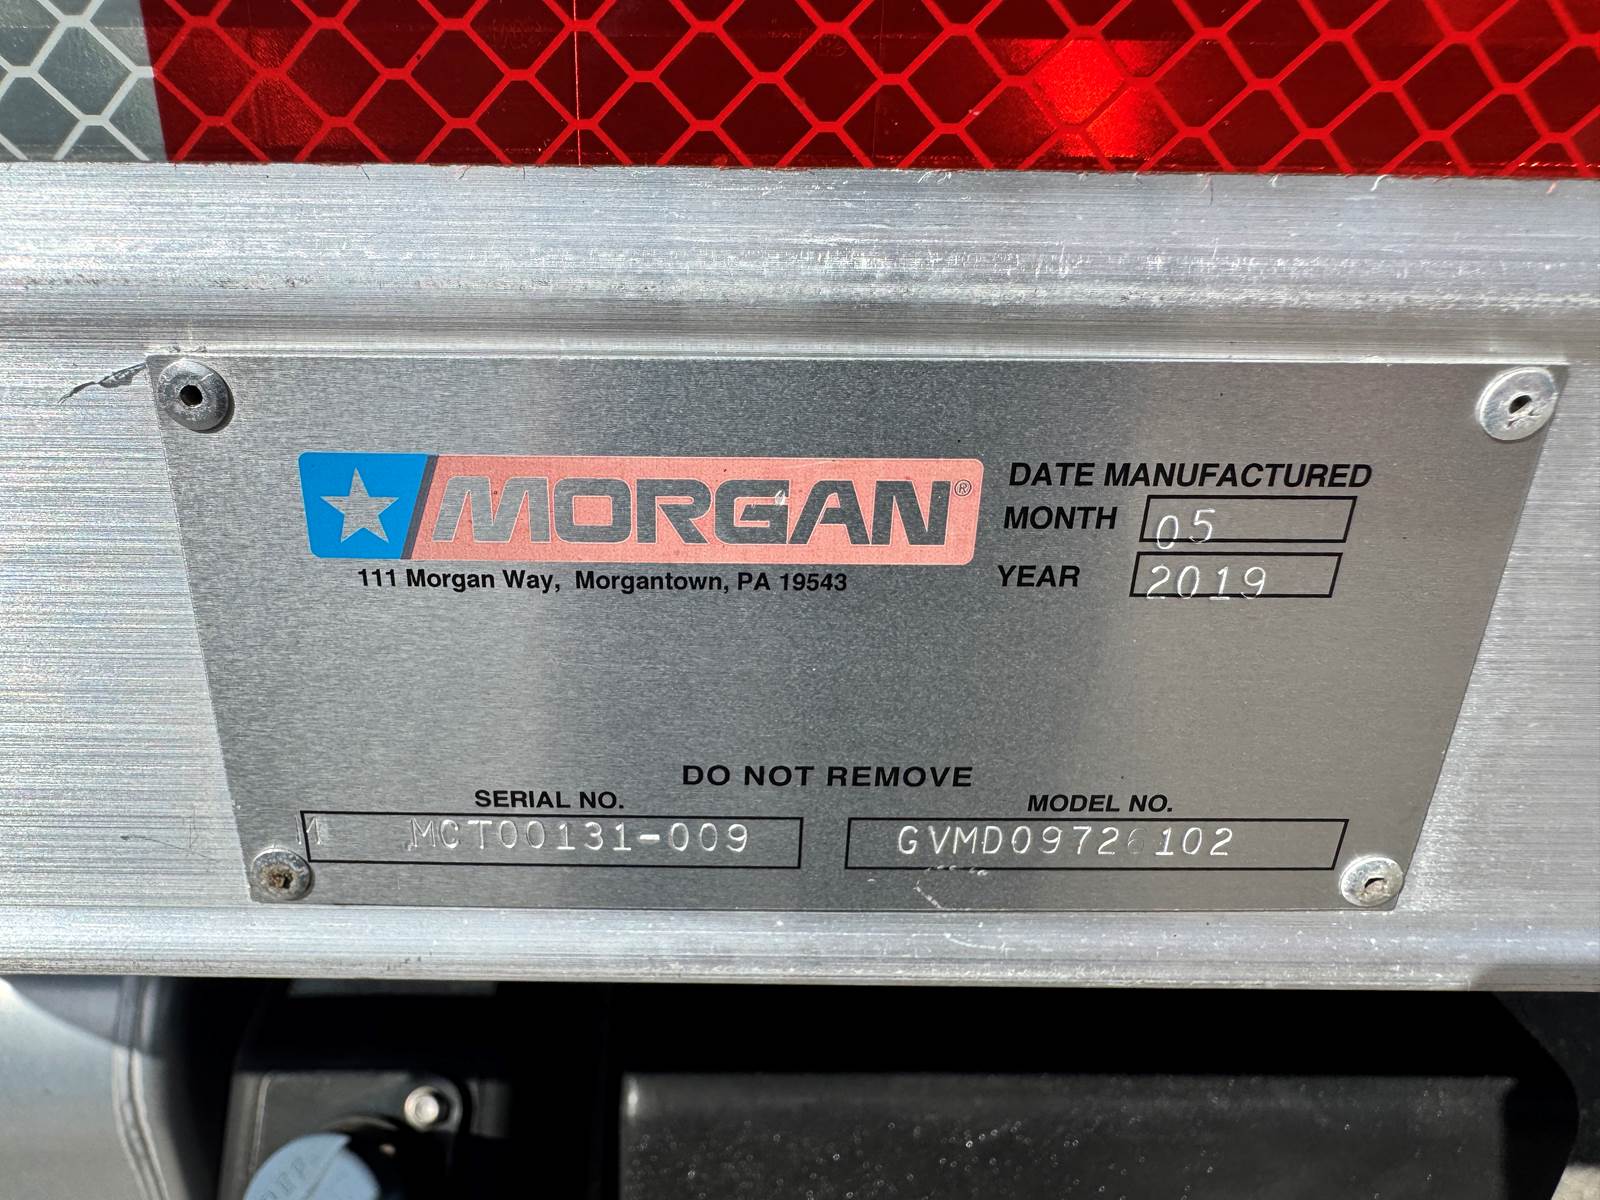 MORGAN®
111 Morgan Way, Morgantown, PA 19543
DATE MANUFACTURED
MONTH 05
YEAR 2019
DO NOT REMOVE
SERIAL NO.
M MCT00131-009
MODEL NO.
GVMD09726102